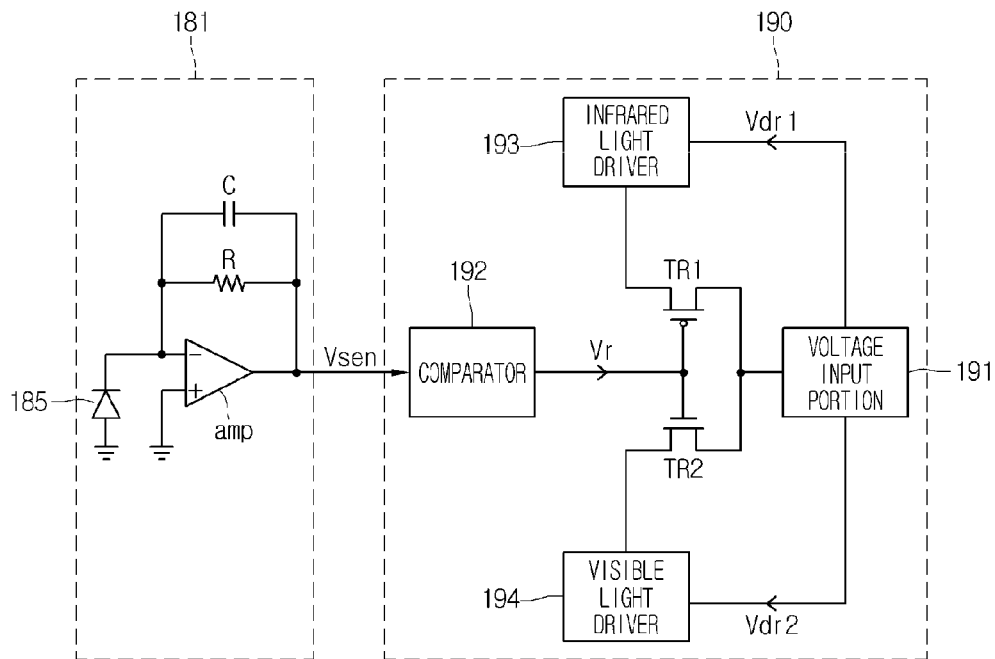 181
190
INFRARED
LIGHT
DRIVER
193
Vdr1
C
R
192
TR1
COMPARATOR
Vsen
Vr
VOLTAGE
INPUT
PORTION
191
185
amp
TR2
VISIBLE
LIGHT
DRIVER
194
Vdr2